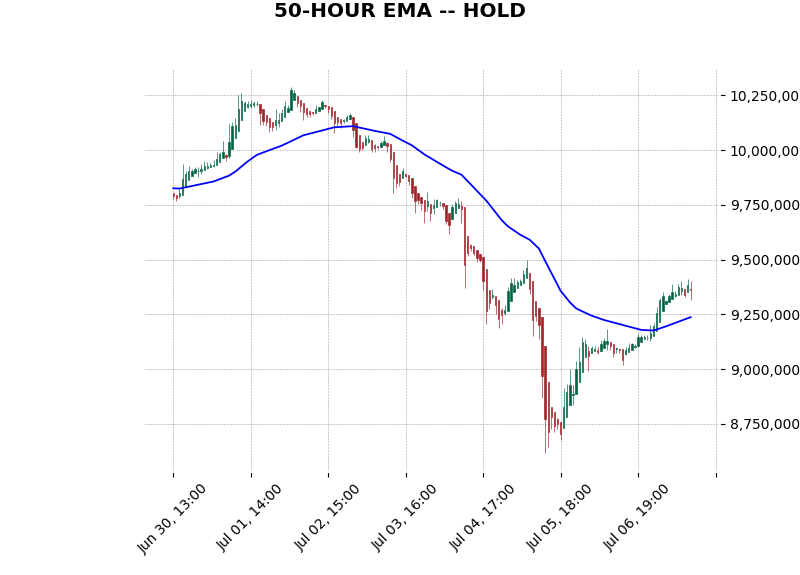 50-HOUR EMA -- HOLD
10,250,00
10,000,00
9,750,000
9,500,000
9,250,000
9,000,000
8,750,000
Jun 30, 13:00
Jul 01, 14:00
Jul 02, 15:00
Jul 03, 16:00
Jul 04, 17:00
Jul 05, 18:00
Jul 06, 19:00